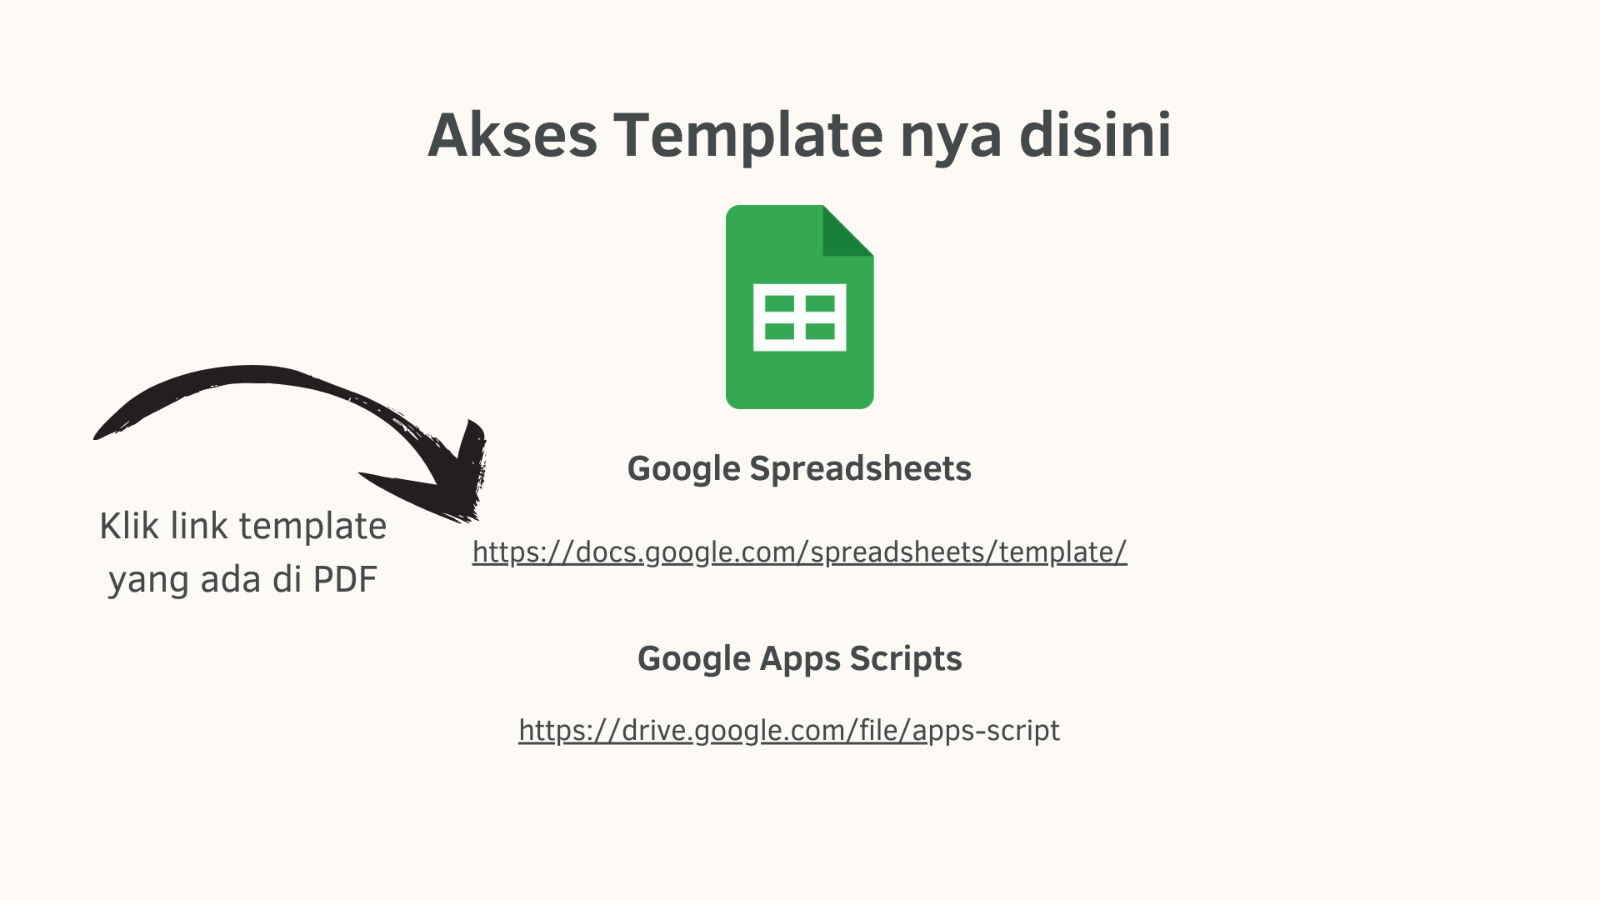 Akses Template nya disini
Google Spreadsheets
Klik link template
yang ada di PDF
https://docs.google.com/spreadsheets/template/
Google Apps Scripts
https://drive.google.com/file/apps-script